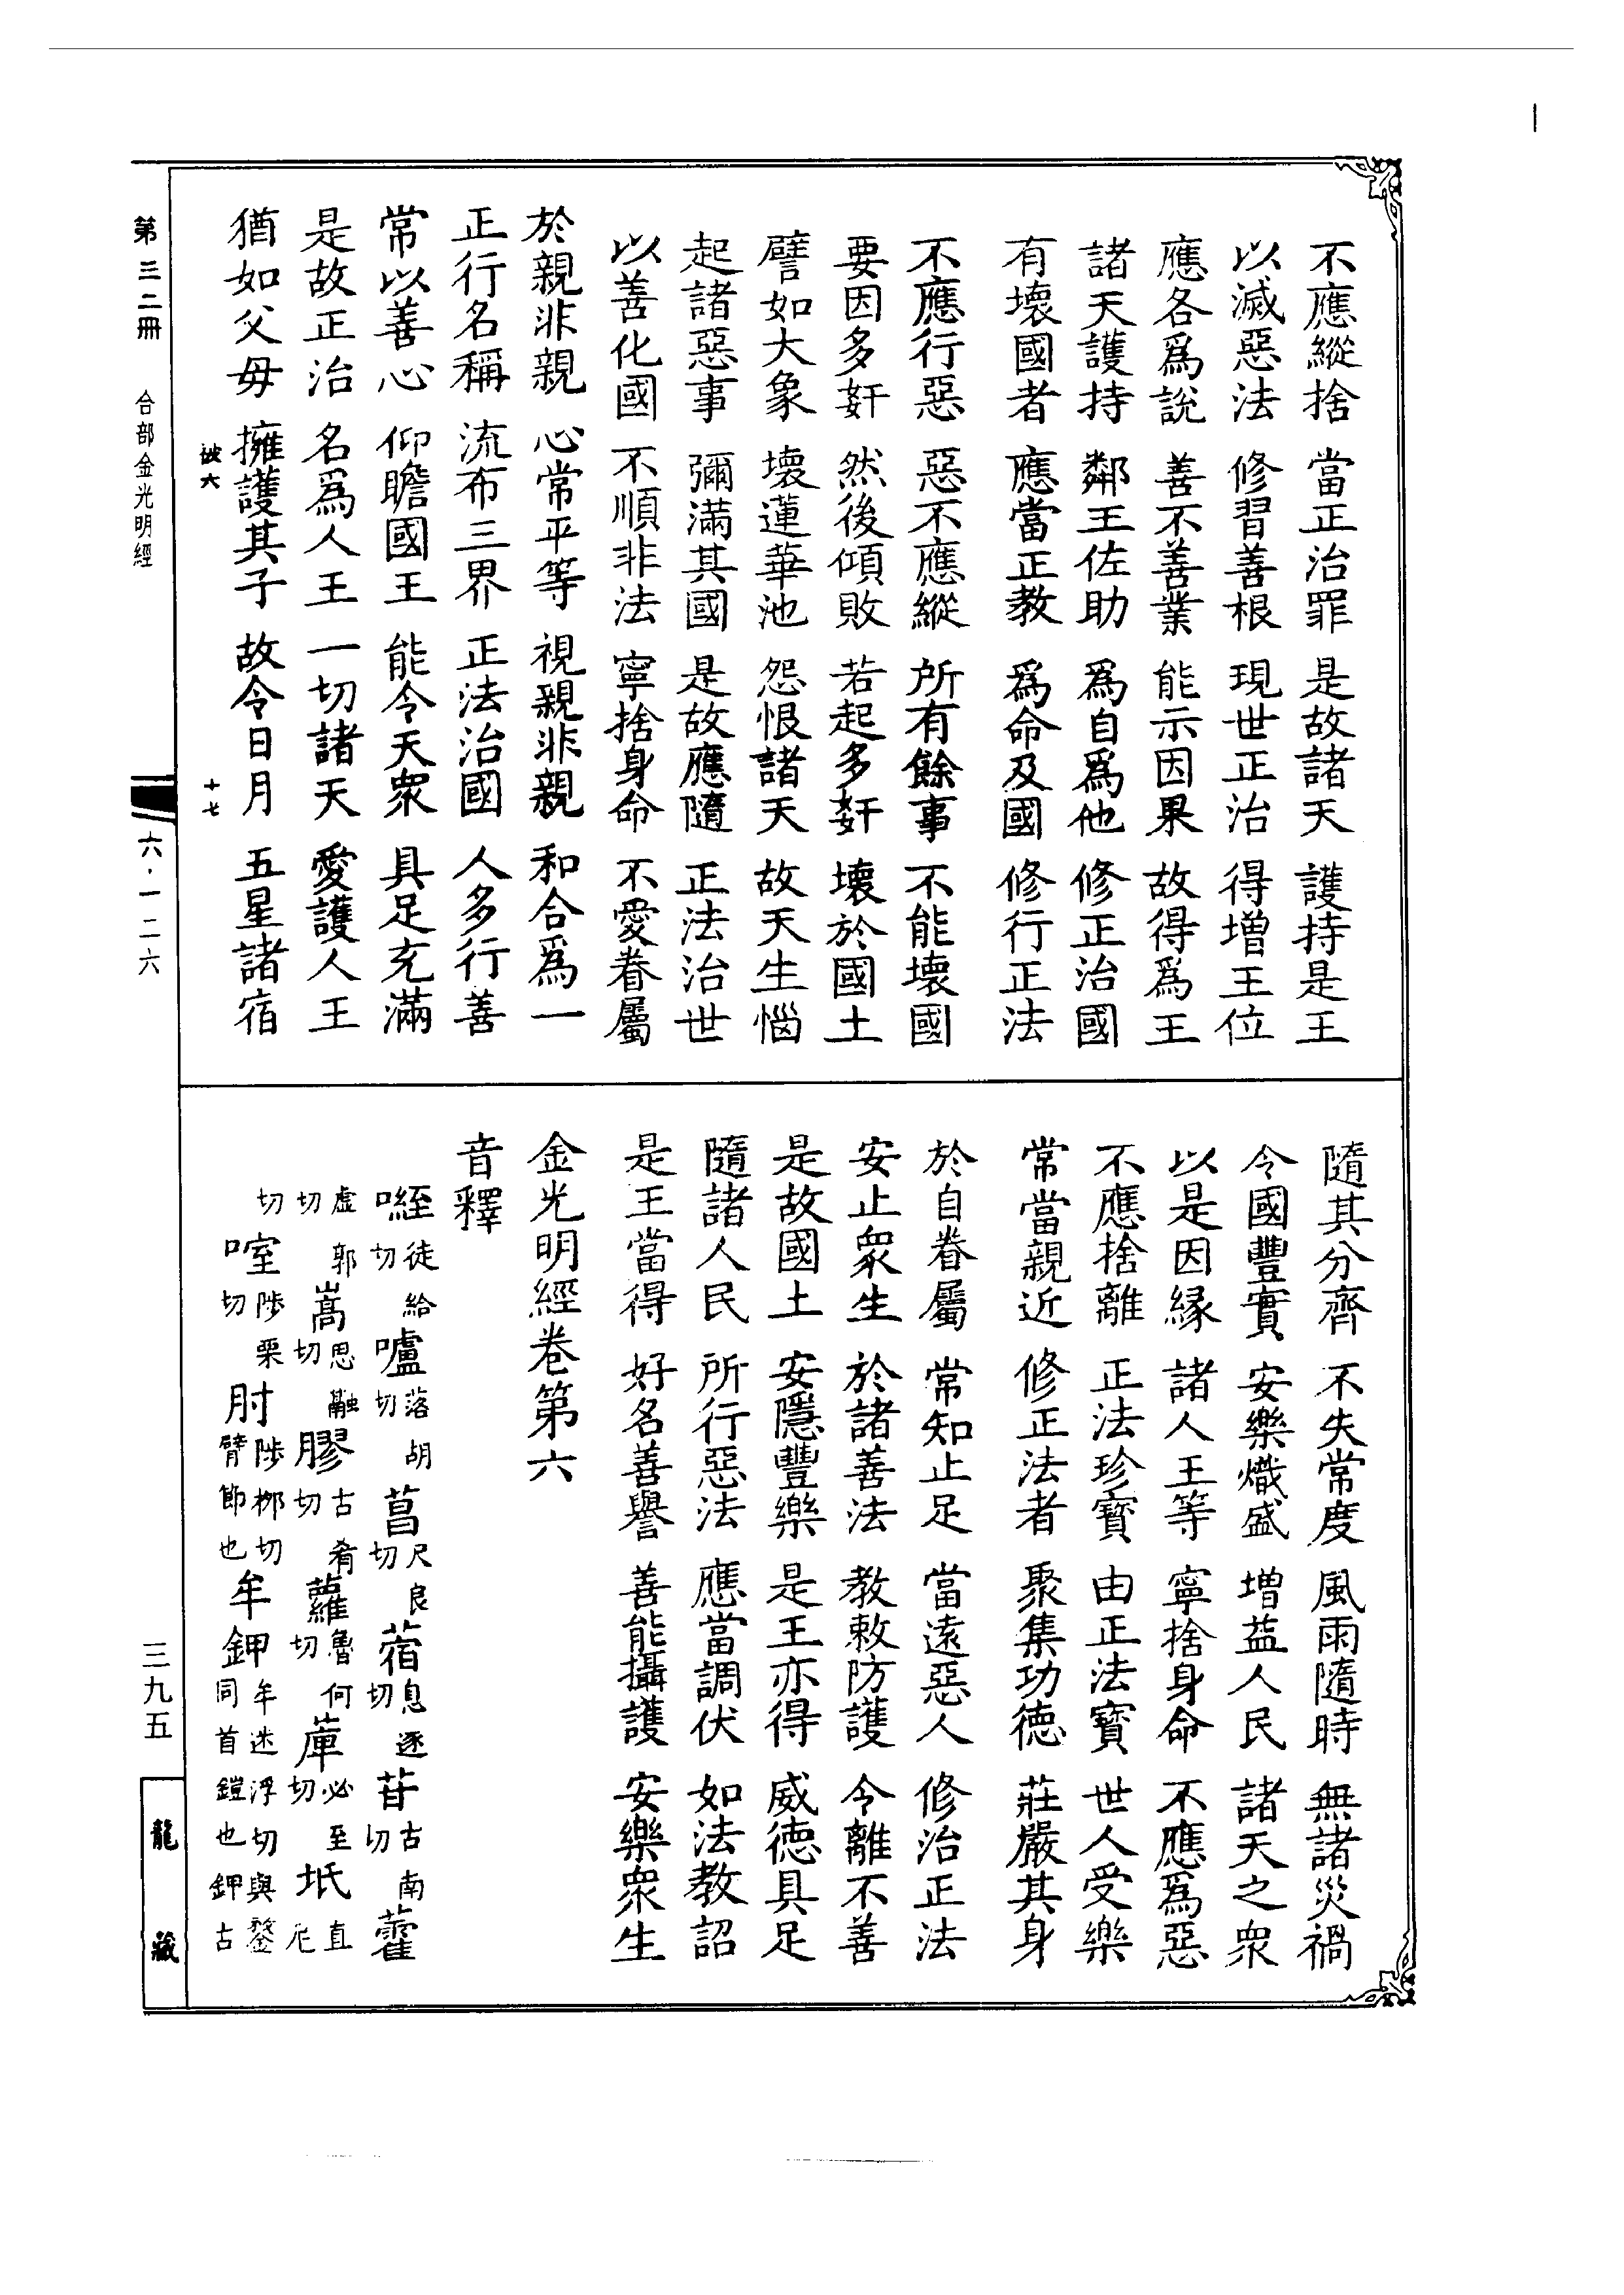 不應縱捨　當正治罪　是故諸天　護持是王
以滅惡法　修習善根　現世正治　得增王位
應各爲說　善不善業　能示因果　故得爲王
諸天護持　鄰王佐助　爲自爲他　修正治國
有壞國者　應當正教　爲命及國　修行正法
不應行惡　惡不應縱　所有餘事　不能壞國
要因多姧　然後傾敗　若起多姧　壞於國土
譬如大象　壞蓮華池　怨恨諸天　故天生惱
起諸惡事　彌滿其國　是故應隨　正法治世
以善化國　不順非法　寧捨身命　不愛眷屬
於親非親　心常平等　視親非親　和合爲一
正行名稱　流布三界　正法治國　人多行善
常以善心　仰瞻國王　能令天眾　具足充滿
是故正治　名爲人王　一切諸天　愛護人王
猶如父母　擁護其子　故令日月　五星諸宿
隨其分齊　不失常度　風雨隨時　無諸災禍
令國豐實　安樂熾盛　增益人民　諸天之眾
以是因緣　諸人王等　寧捨身命　不應爲惡
不應捨離　正法珍寶　由正法寶　世人受樂
常當親近　修正法者　聚集功德　莊嚴其身
於自眷屬　常知止足　當遠惡人　修治正法
安止眾生　於諸善法　教敕防護　令離不善
是故國土　安隱豐樂　是王亦得　威德具足
隨諸人民　所行惡法　應當調伏　如法教詔
是王當得　好名善譽　善能攝護　安樂眾生
金光明經卷第六
音釋
咥徒給切　嚧落胡切　菖尺良切　蓿息逐切　苷古南切　藿
虛郭切　嵩思融切　膠古肴切　蘿魯何切　蓽必至切　坻直尼
切　㗌陟栗切　肘陟柳切臂節也　牟鉀牟迷浮切與鍪同首鎧也鉀古
第三二冊　合部金光明經　六·一二六　三九五　龍藏
被六　十七